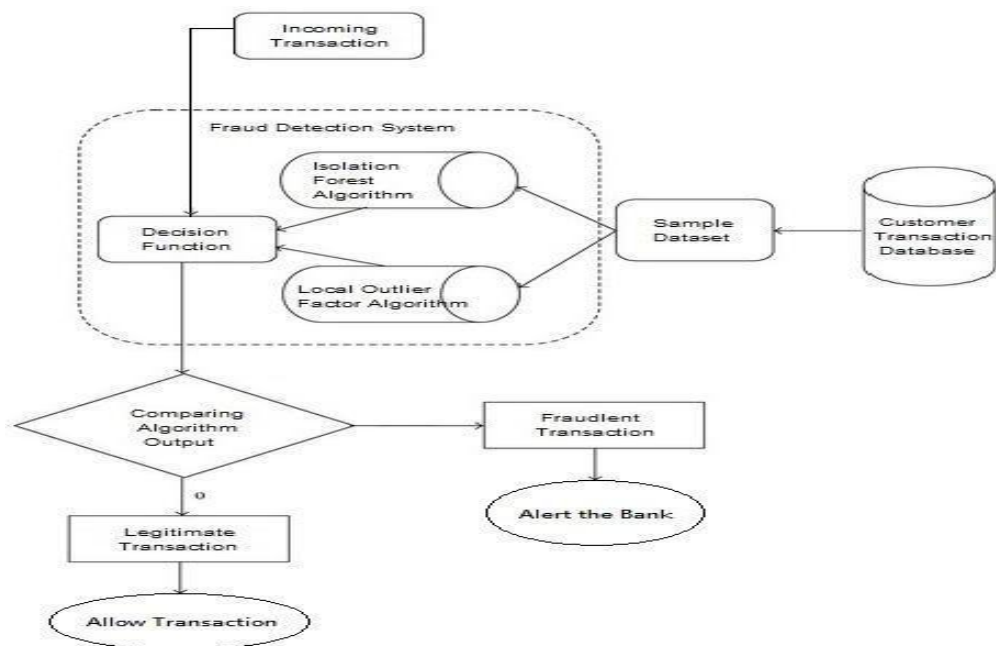 Incoming
Transaction
Fraud Detection System
Isolation
Forest
Algorithm
Decision
Function
Sample
Dataset
Customer
Transaction
Database
Local Outlier
Factor Algorithm
Comparing
Algorithm
Output
Fraudlent
Transaction
0
Alert the Bank
Legitimate
Transaction
Allow Transaction